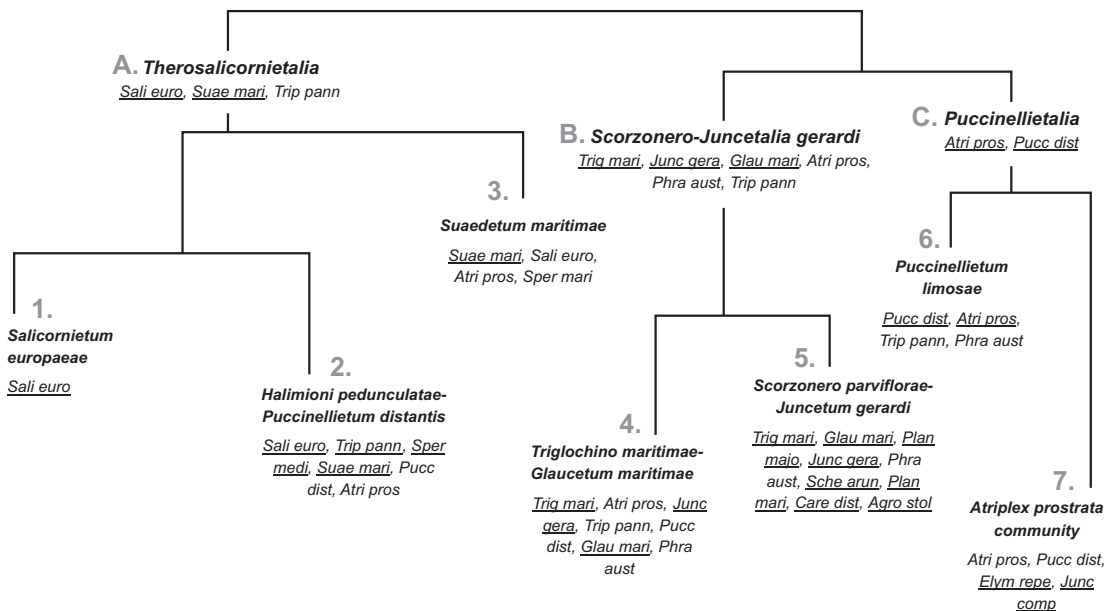 A. Therosalicornietalia
Sali euro, Suae mari, Trip pann
B. Scorzonero-Juncetalia gerardi
Trig mari, Junc gera, Glau mari, Atri pros,
Phra aust, Trip pann
C. Puccinellietalia
Atri pros, Pucc dist
1.
Salicornietum
europaeae
Sali euro
2.
Halimioni pedunculatae-
Puccinellietum distantis
Sali euro, Trip pann, Sper
medi, Suae mari, Pucc
dist, Atri pros
3.
Suaedetum maritimae
Suae mari, Sali euro,
Atri pros, Sper mari
4.
Triglochino maritimae-
Glaucetum maritimae
Trig mari, Atri pros, Junc
gera, Trip pann, Pucc
dist, Glau mari, Phra
aust
5.
Scorzonero parviflorae-
Juncetum gerardi
Trig mari, Glau mari, Plan
majo, Junc gera, Phra
aust, Sche arun, Plan
mari, Care dist, Agro stol
6.
Puccinellietum
limosae
Pucc dist, Atri pros,
Trip pann, Phra aust
7.
Atriplex prostrata
community
Atri pros, Pucc dist,
Elym repe, Junc
comp